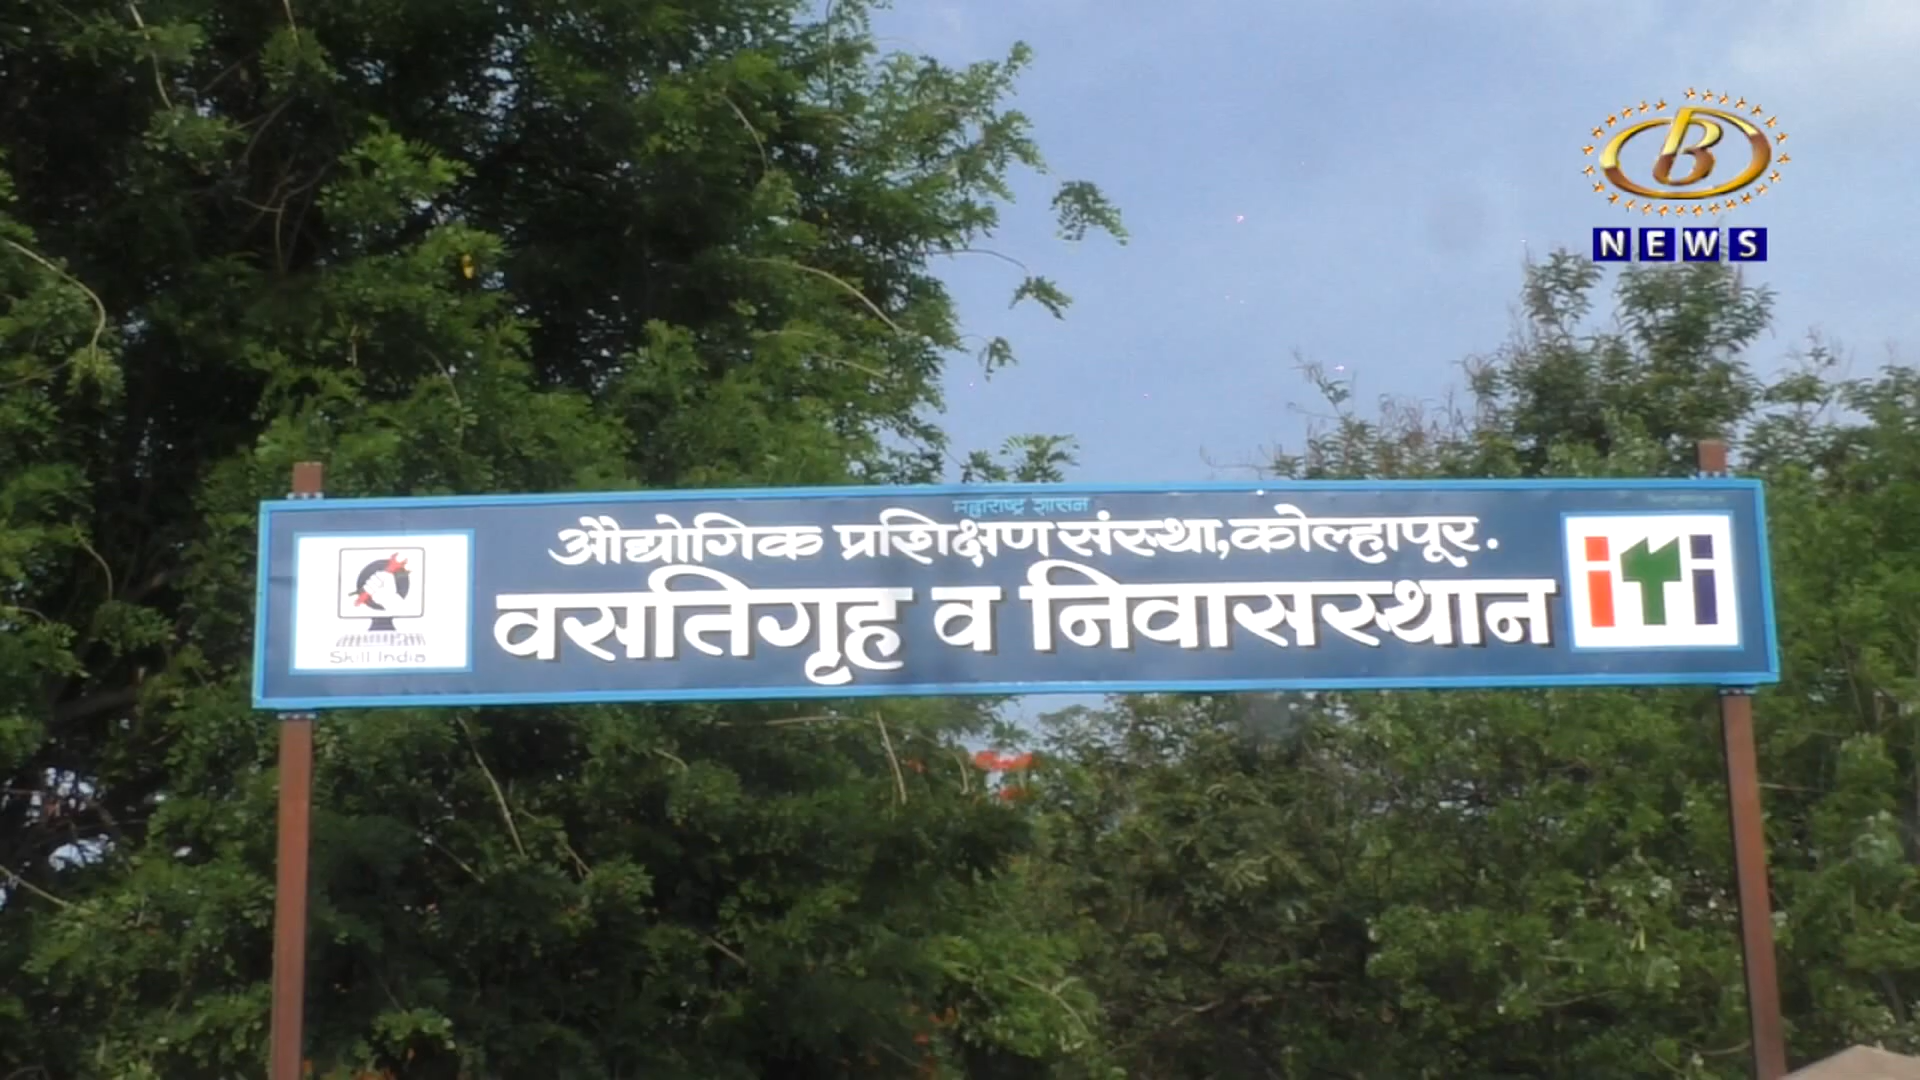 B
NEWS
महाराष्ट्र शासन
औद्योगिक प्रशिक्षण संस्था, कोल्हापूर.
वसतिगृह व निवासस्थान
Skill India
iTi